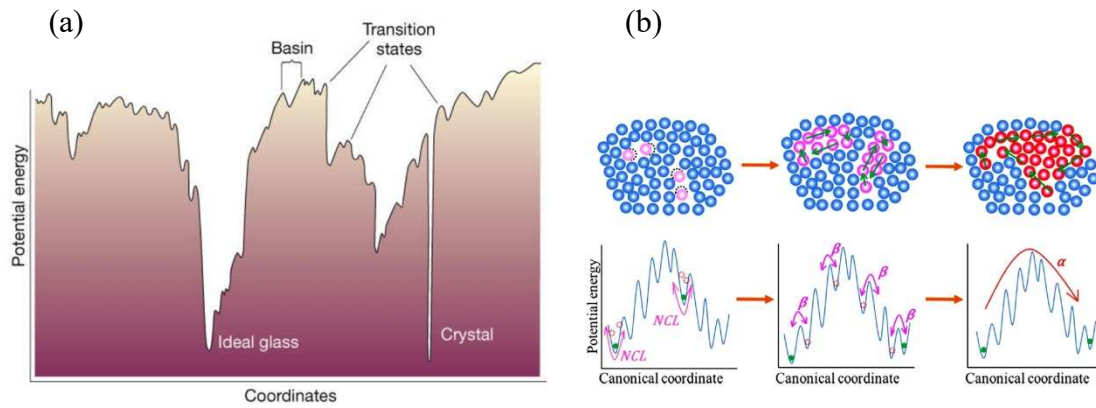 (a)
Transition
states
Basin
Potential energy
Ideal glass
Crystal
Coordinates
(b)
Potential energy
NCL
NCL
Canonical coordinate
β
β
β
β
Canonical coordinate
α
Canonical coordinate